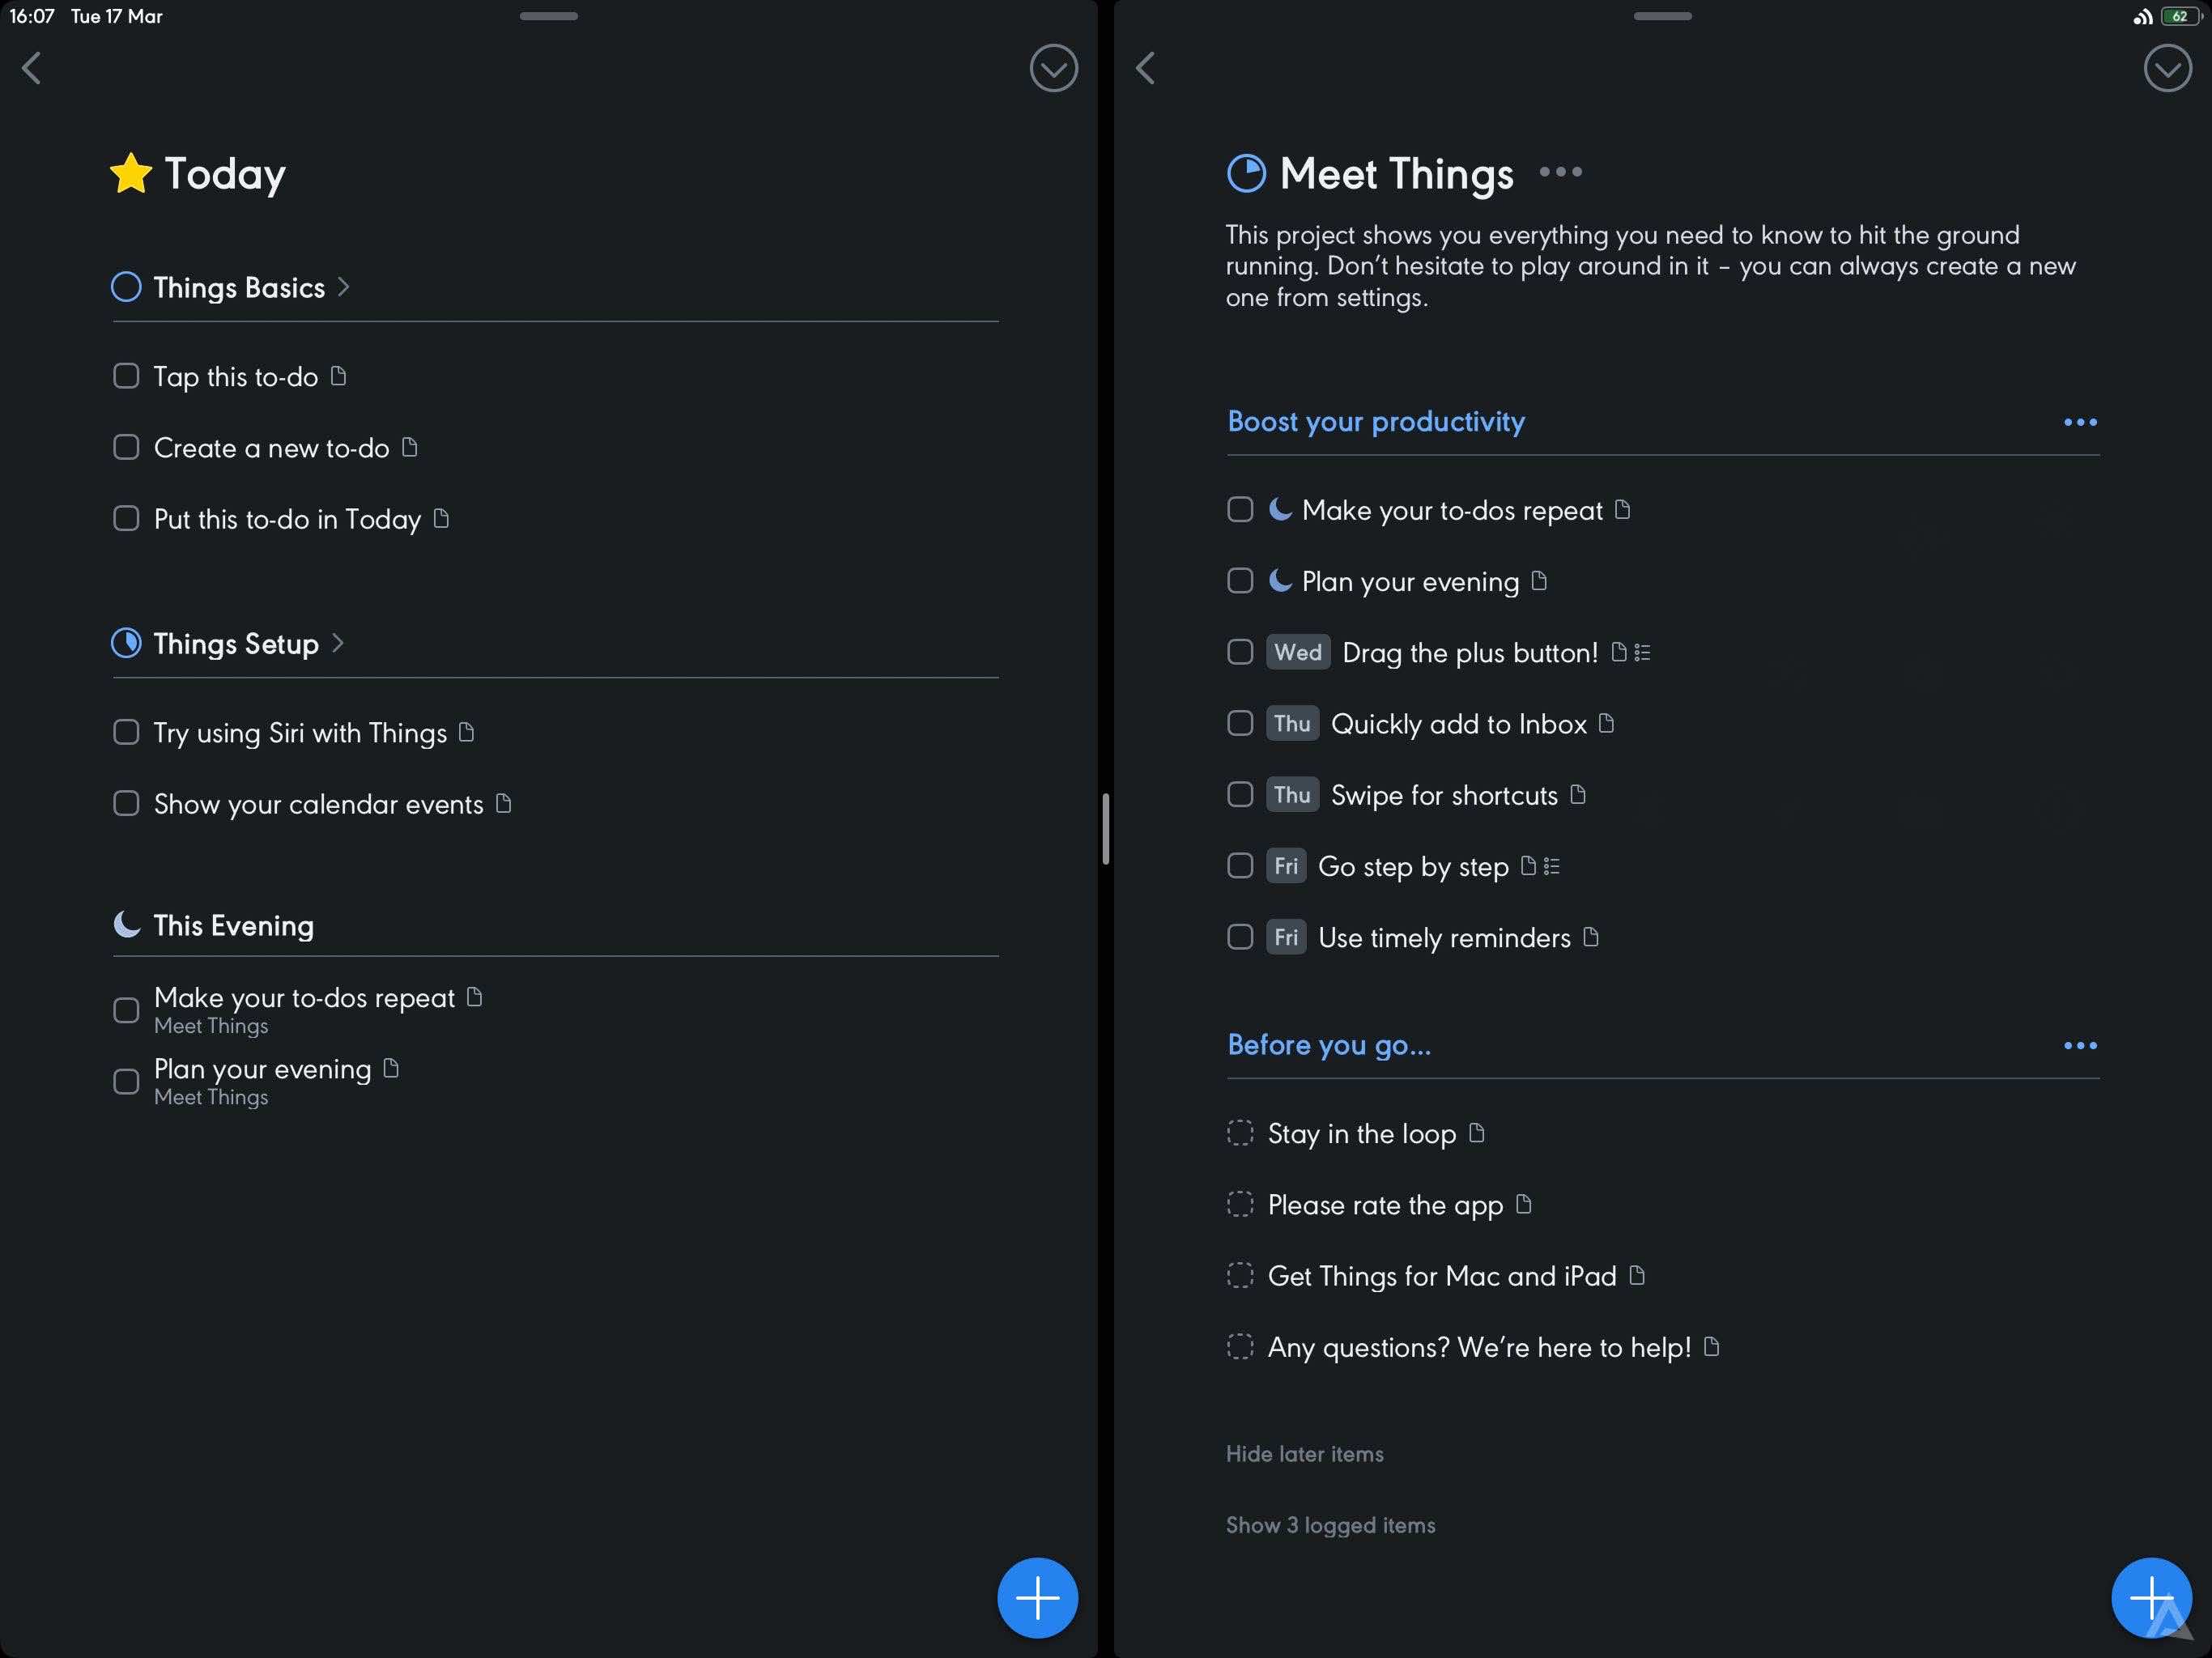 16:07 Tue 17 Mar
Today
Things Basics
Tap this to-do
Create a new to-do
Put this to-do in Today
Things Setup
Try using Siri with Things
Show your calendar events
This Evening
Make your to-dos repeat
Meet Things
Plan your evening
Meet Things
62
Meet Things
This project shows you everything you need to know to hit the ground
running. Don’t hesitate to play around in it – you can always create a new
one from settings.
Boost your productivity
Make your to-dos repeat
Plan your evening
Wed Drag the plus button!
Thu Quickly add to Inbox
Thu Swipe for shortcuts
Fri Go step by step
Fri Use timely reminders
Before you go…
Stay in the loop
Please rate the app
Get Things for Mac and iPad
Any questions? We’re here to help!
Hide later items
Show 3 logged items